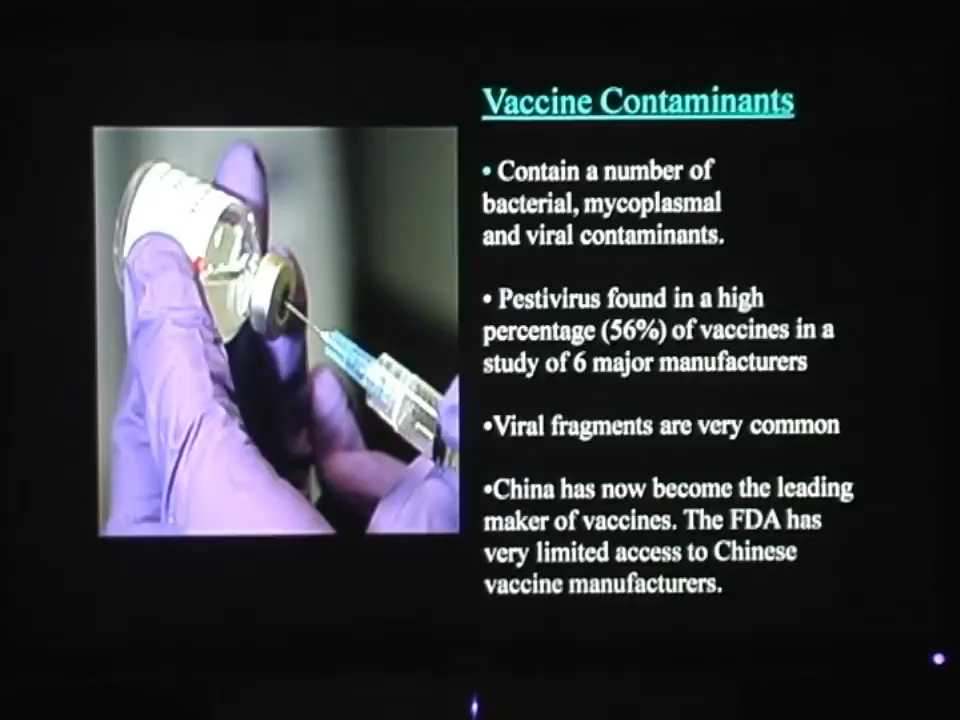 Vaccine Contaminants
• Contain a number of
bacterial, mycoplasmal
and viral contaminants.
• Pestivirus found in a high
percentage (56%) of vaccines in a
study of 6 major manufacturers
•Viral fragments are very common
•China has now become the leading
maker of vaccines. The FDA has
very limited access to Chinese
vaccine manufacturers.